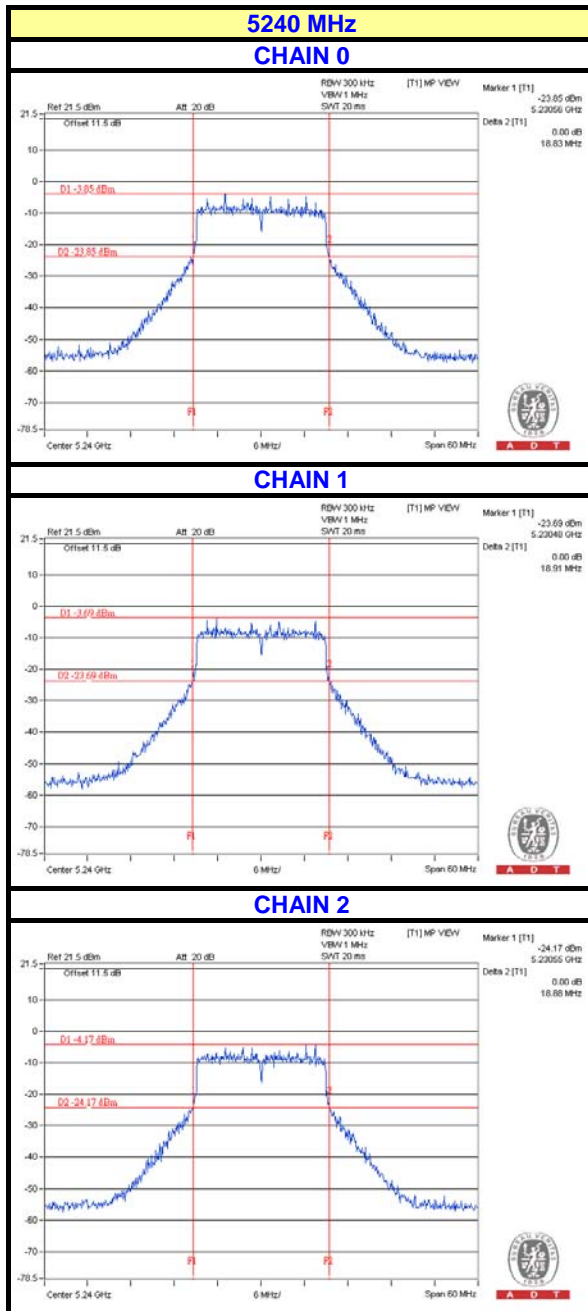 5240 MHz
CHAIN 0
RBW 300 kHz [T1] MP VIEW
VBW 1 MHz
Ref 21.5 dBm Att 20 dB SWT 20 ms
Marker 1 [T1]
-23.85 dBm
5.23056 GHz
Delta 2 [T1]
0.00 dB
18.83 MHz
21.5
Offset 11.5 dB
10
0
D1 -3.85 dBm
-10
-20
D2 -23.85 dBm
-30
-40
-50
-60
-70
F1 F2
-78.5
Center 5.24 GHz 6 MHz/ Span 60 MHz
BUREAU VERITAS
1828
A D T
CHAIN 1
RBW 300 kHz [T1] MP VIEW
VBW 1 MHz
Ref 21.5 dBm Att 20 dB SWT 20 ms
Marker 1 [T1]
-23.69 dBm
Delta 2 [T1]
0.00 dB
18.91 MHz
21.5
Offset 11.5 dB
10
0
D1 -3.69 dBm
-10
-20
D2 -23.69 dBm
-30
-40
-50
-60
-70
F1 F2
-78.5
Center 5.24 GHz 6 MHz/ Span 60 MHz
BUREAU VERITAS
1828
A D T
CHAIN 2
RBW 300 kHz [T1] MP VIEW
VBW 1 MHz
Ref 21.5 dBm Att 20 dB SWT 20 ms
Marker 1 [T1]
-24.17 dBm
5.23055 GHz
Delta 2 [T1]
0.00 dB
18.88 MHz
21.5
Offset 11.5 dB
10
0
D1 -4.17 dBm
-10
-20
D2 -24.17 dBm
-30
-40
-50
-60
-70
F1 F2
-78.5
Center 5.24 GHz 6 MHz/ Span 60 MHz
BUREAU VERITAS
1828
A D T